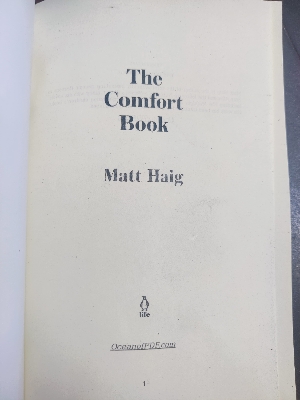 The
Comfort
Book
Matt Haig
life
OceanofPDF.com
1